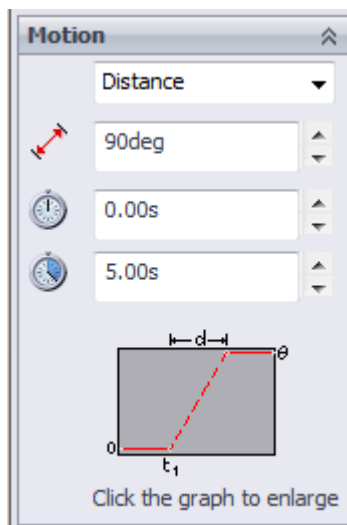 Motion
Distance
90deg
0.00s
5.00s
d
θ
0
t₁
Click the graph to enlarge